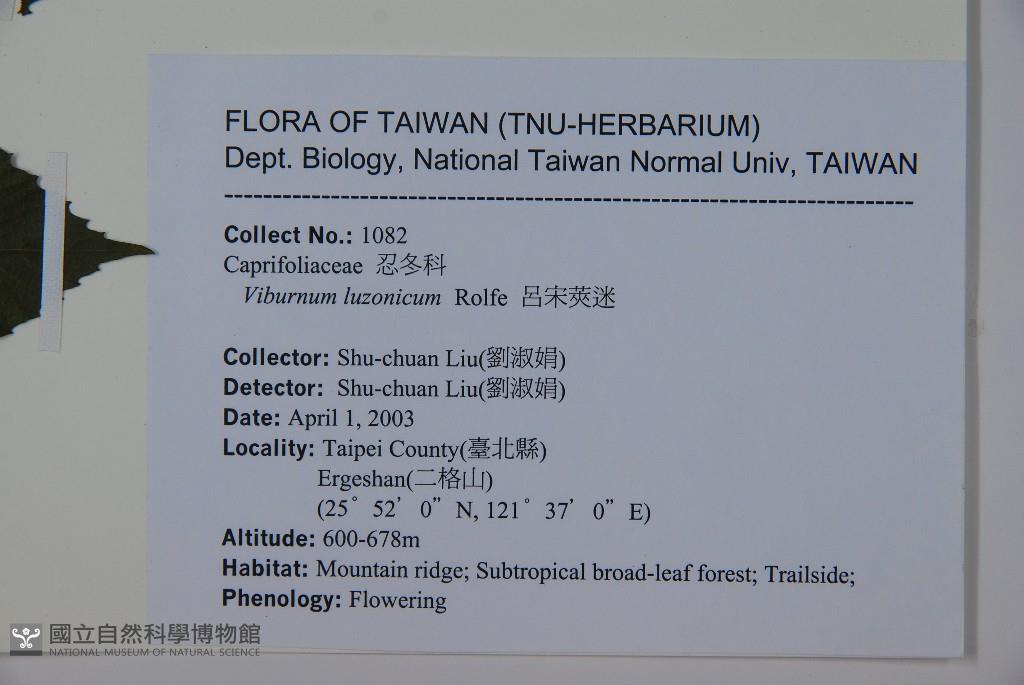 FLORA OF TAIWAN (TNU-HERBARIUM)
Dept. Biology, National Taiwan Normal Univ, TAIWAN
--------------------------------------------------------------------------
Collect No.: 1082
Caprifoliaceae 忍冬科
Viburnum luzonicum Rolfe 呂宋莢迷
Collector: Shu-chuan Liu(劉淑娟)
Detector: Shu-chuan Liu(劉淑娟)
Date: April 1, 2003
Locality: Taipei County(臺北縣)
Ergeshan(二格山)
(25° 52’ 0” N, 121° 37’ 0” E)
Altitude: 600-678m
Habitat: Mountain ridge; Subtropical broad-leaf forest; Trailside;
Phenology: Flowering
國立自然科學博物館
NATIONAL MUSEUM OF NATURAL SCIENCE